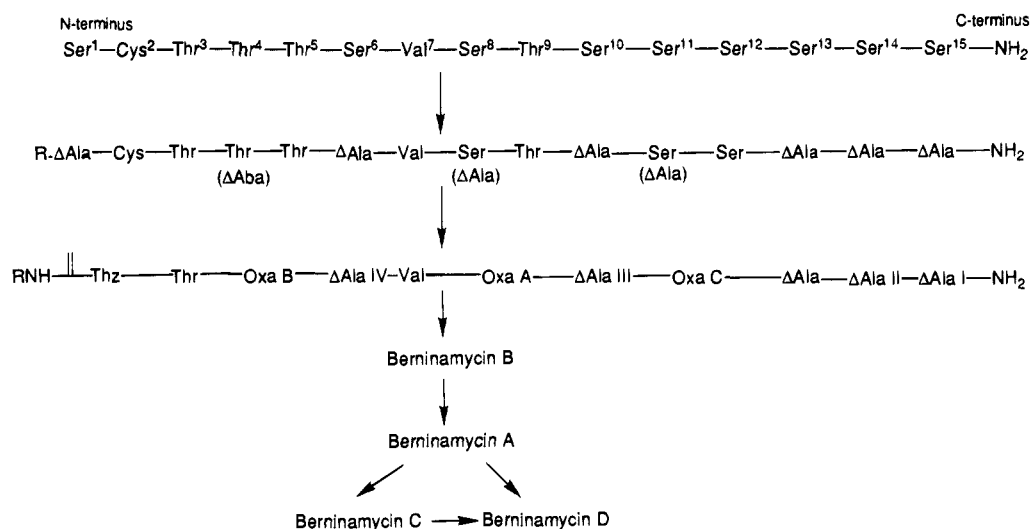 N-terminus C-terminus
Ser¹—Cys²—Thr³—Thr⁴—Thr⁵—Ser⁶—Val⁷—Ser⁸—Thr⁹—Ser¹⁰—Ser¹¹—Ser¹²—Ser¹³—Ser¹⁴—Ser¹⁵—NH₂
R-ΔAla—Cys—Thr—Thr—Thr—ΔAla—Val—Ser—Thr—ΔAla—Ser—Ser—ΔAla—ΔAla—ΔAla—NH₂
(ΔAba) (ΔAla) (ΔAla)
RNH—Thz—Thr—Oxa B—ΔAla IV—Val—Oxa A—ΔAla III—Oxa C—ΔAla—ΔAla II—ΔAla I—NH₂
Berninamycin B
Berninamycin A
Berninamycin C → Berninamycin D